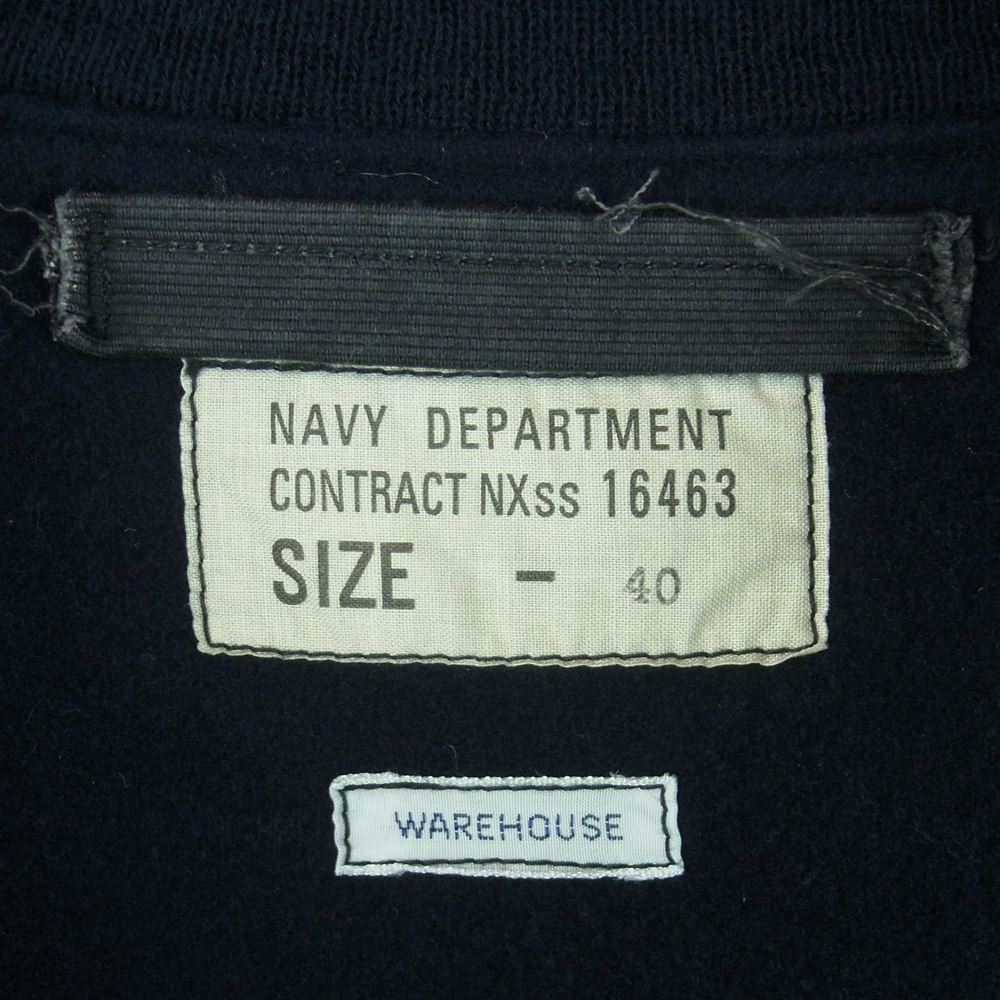 NAVY DEPARTMENT
CONTRACT NXss 16463
SIZE - 40
WAREHOUSE